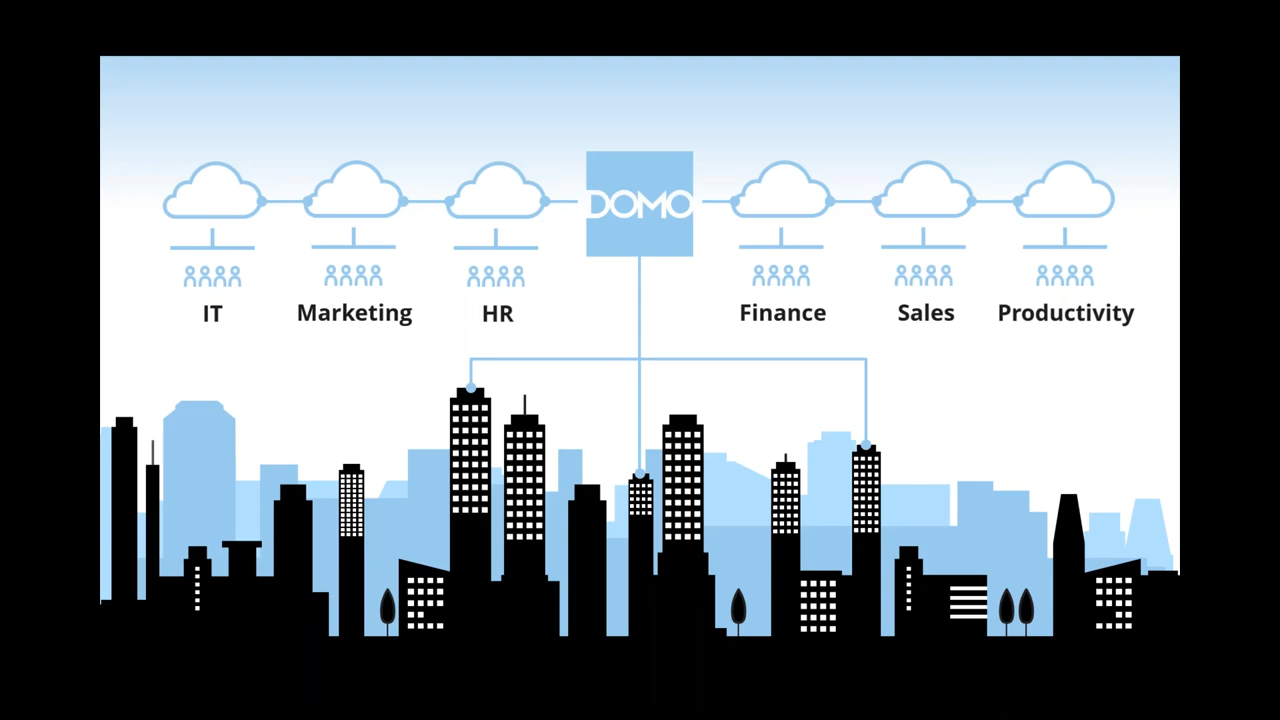 DOMO
IT
Marketing
HR
Finance
Sales
Productivity